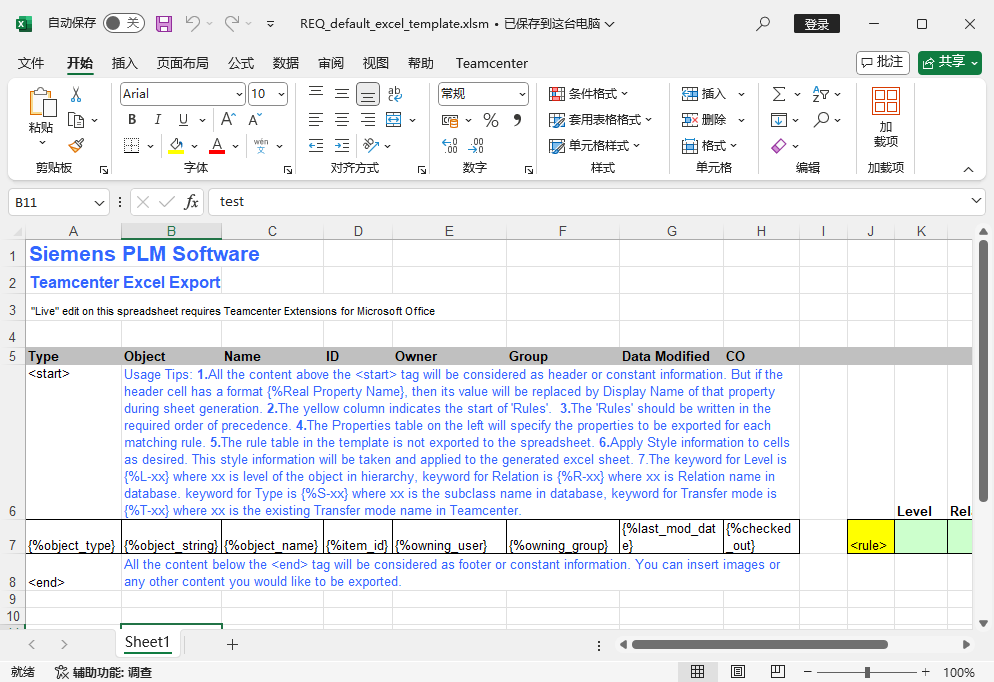 自动保存 关 REQ_default_excel_template.xlsm • 已保存到这台电脑 登录
文件 开始 插入 页面布局 公式 数据 审阅 视图 帮助 Teamcenter 批注 共享
Arial 10 常规 条件格式 插入
粘贴 B I U A A % 套用表格格式 删除 加载项
wén 文 A .00 单元格样式 格式
剪贴板 字体 对齐方式 数字 样式 单元格 编辑 加载项
B11 fx test
A B C D E F G H I J K
1 Siemens PLM Software
2 Teamcenter Excel Export
3 "Live" edit on this spreadsheet requires Teamcenter Extensions for Microsoft Office
4
5 Type Object Name ID Owner Group Data Modified CO
<start> Usage Tips: 1.All the content above the <start> tag will be considered as header or constant information. But if the
header cell has a format {%Real Property Name}, then its value will be replaced by Display Name of that property
during sheet generation. 2.The yellow column indicates the start of 'Rules'. 3.The 'Rules' should be written in the
required order of precedence. 4.The Properties table on the left will specify the properties to be exported for each
matching rule. 5.The rule table in the template is not exported to the spreadsheet. 6.Apply Style information to cells
as desired. This style information will be taken and applied to the generated excel sheet. 7.The keyword for Level is
{%L-xx} where xx is level of the object in hierarchy, keyword for Relation is {%R-xx} where xx is Relation name in
database. keyword for Type is {%S-xx} where xx is the subclass name in database, keyword for Transfer mode is
6 {%T-xx} where xx is the existing Transfer mode name in Teamcenter. Level Rel
{%last_mod_dat {%checked
7 {%object_type} {%object_string} {%object_name} {%item_id} {%owning_user} {%owning_group} e} _out} <rule>
All the content below the <end> tag will be considered as footer or constant information. You can insert images or
8 <end> any other content you would like to be exported.
9
10
Sheet1
就绪 辅助功能: 调查 100%